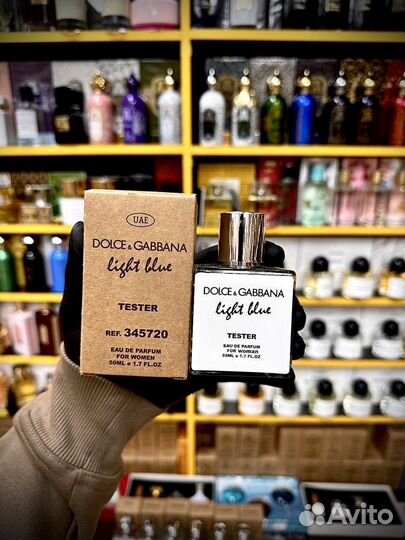 UAE
DOLCE & GABBANA
light blue
TESTER
REF. 345720
EAU DE PARFUM
FOR WOMEN
50ML e 1.7 FL.OZ
DOLCE & GABBANA
light blue
TESTER
EAU DE PARFUM
FOR woman
50ML e 1.7 FL.OZ
Avito